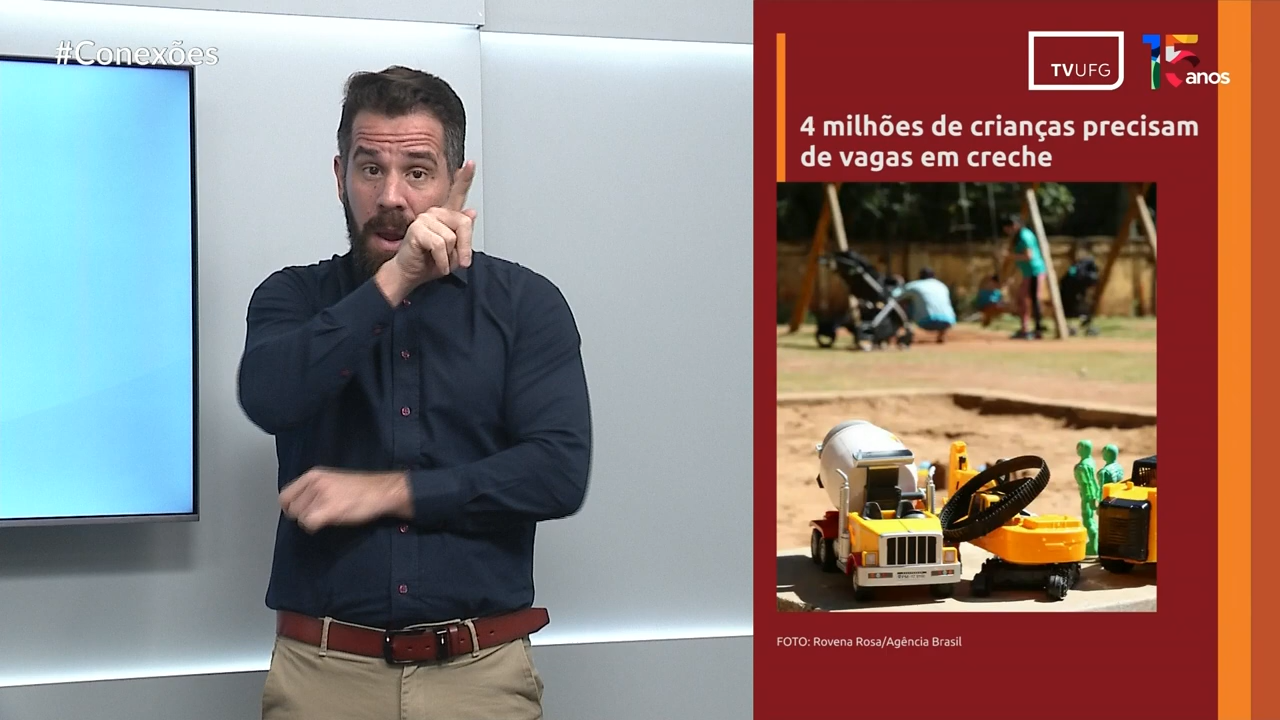 #Conexões
TVUFG
15 anos
4 milhões de crianças precisam
de vagas em creche
FOTO: Rovena Rosa/Agência Brasil